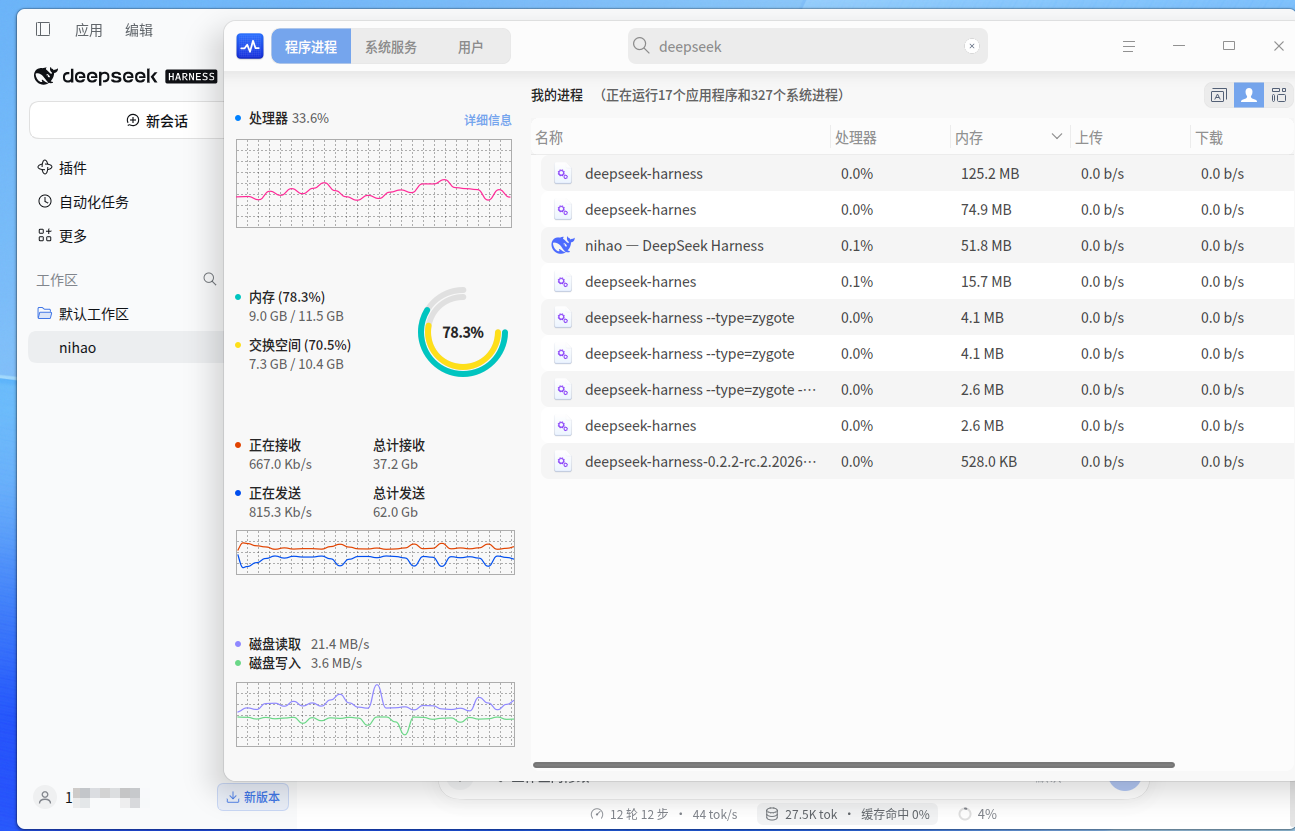 应用 编辑
deepseek HARNESS
新会话
插件
自动化任务
更多
工作区
默认工作区
nihao
1
新版本
程序进程 系统服务 用户
deepseek
处理器 33.6%
详细信息
内存 (78.3%)
9.0 GB / 11.5 GB
交换空间 (70.5%)
7.3 GB / 10.4 GB
78.3%
正在接收 总计接收
667.0 Kb/s 37.2 Gb
正在发送 总计发送
815.3 Kb/s 62.0 Gb
磁盘读取 21.4 MB/s
磁盘写入 3.6 MB/s
我的进程 （正在运行17个应用程序和327个系统进程）
名称 处理器 内存 上传 下载
deepseek-harness 0.0% 125.2 MB 0.0 b/s 0.0 b/s
deepseek-harnes 0.0% 74.9 MB 0.0 b/s 0.0 b/s
nihao — DeepSeek Harness 0.1% 51.8 MB 0.0 b/s 0.0 b/s
deepseek-harnes 0.1% 15.7 MB 0.0 b/s 0.0 b/s
deepseek-harness --type=zygote 0.0% 4.1 MB 0.0 b/s 0.0 b/s
deepseek-harness --type=zygote 0.0% 4.1 MB 0.0 b/s 0.0 b/s
deepseek-harness --type=zygote -··· 0.0% 2.6 MB 0.0 b/s 0.0 b/s
deepseek-harnes 0.0% 2.6 MB 0.0 b/s 0.0 b/s
deepseek-harness-0.2.2-rc.2.2026··· 0.0% 528.0 KB 0.0 b/s 0.0 b/s
12 轮 12 步 · 44 tok/s 27.5K tok · 缓存命中 0% 4%